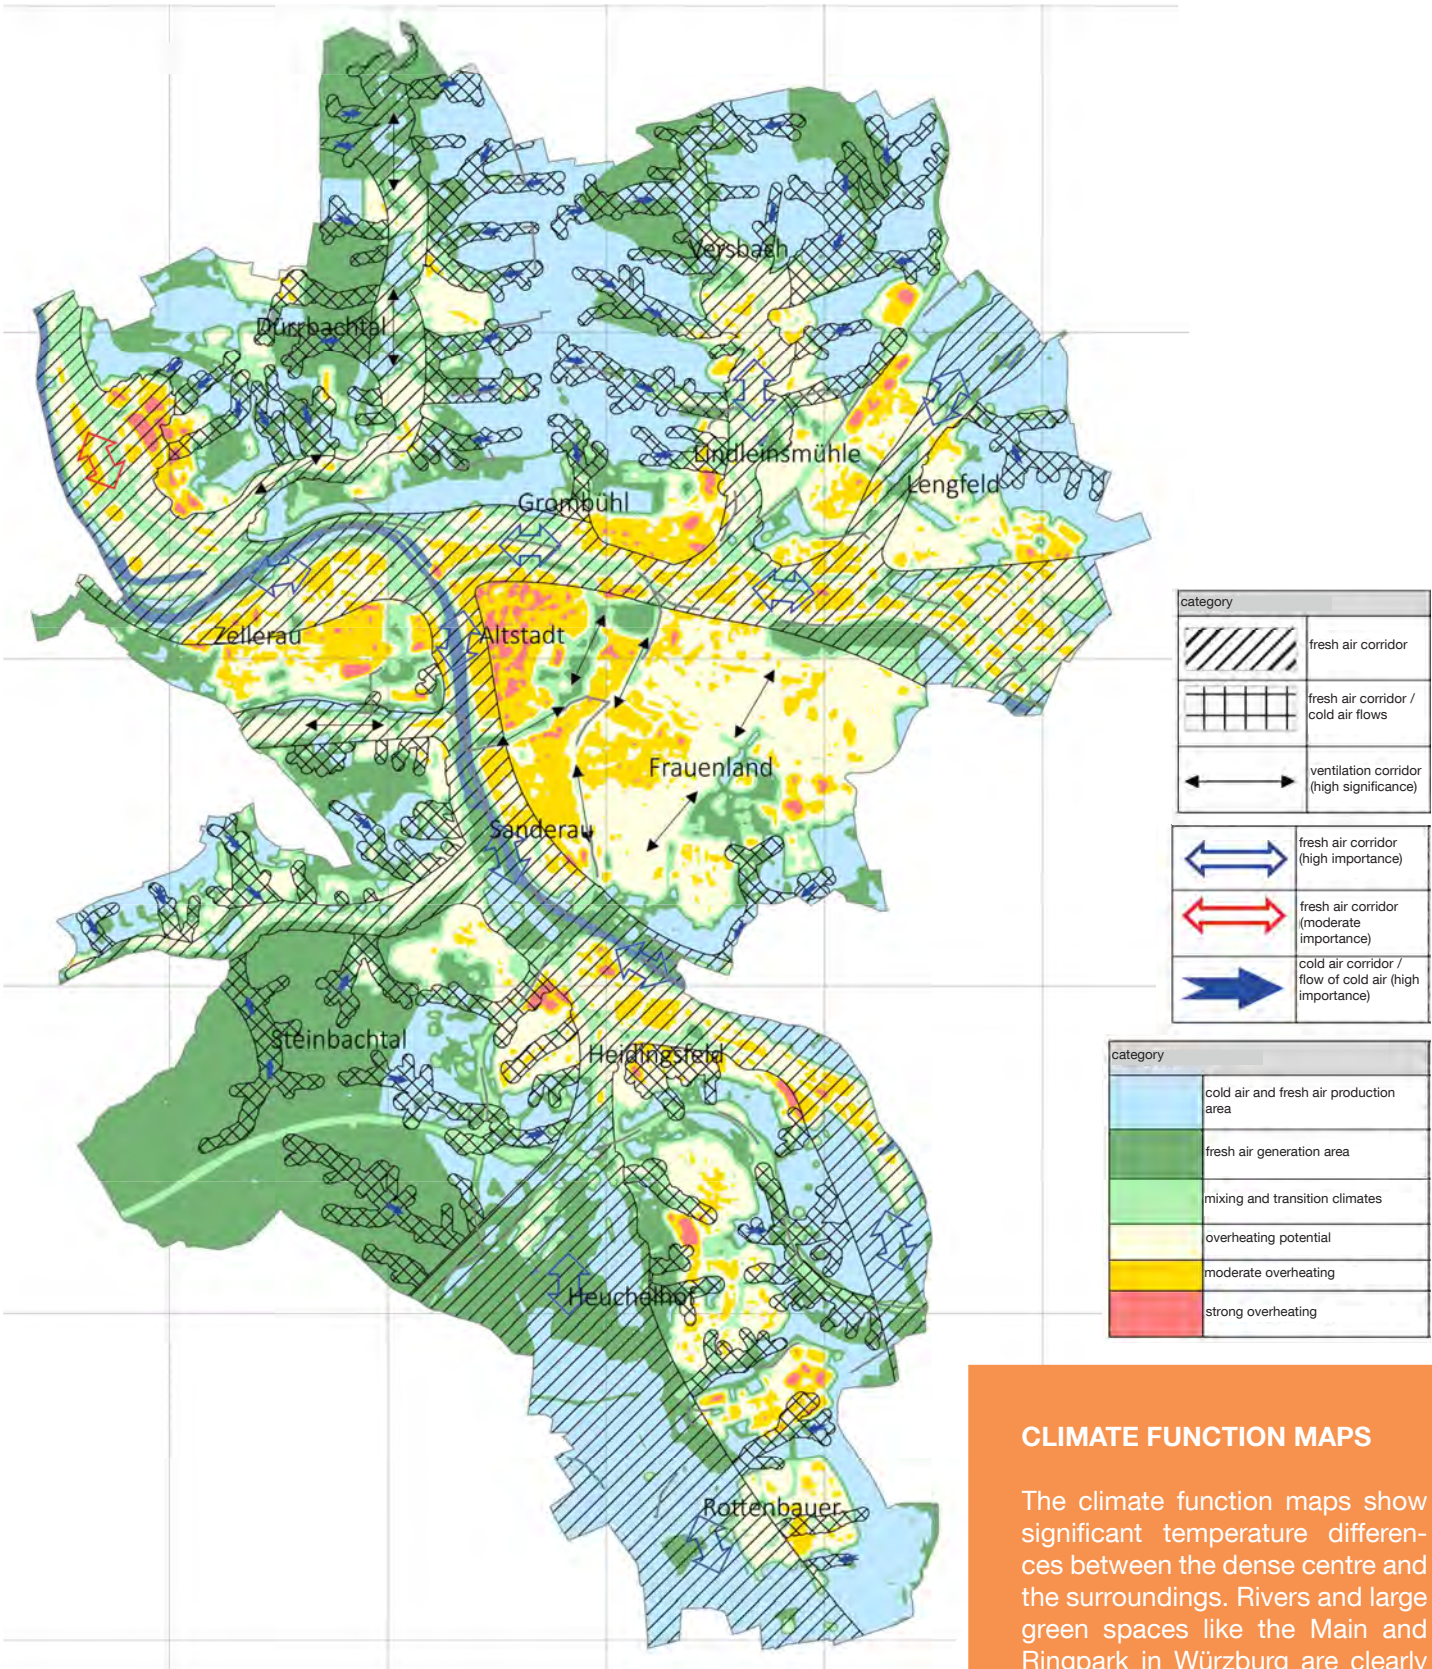 Versbach
Dürrbachtal
Lindleinsmühle
Lengfeld
Grombühl
Zellerau
Altstadt
Frauenland
Sanderau
Steinbachtal
Heidingsfeld
Heuchelhof
Rottenbauer
category
fresh air corridor
fresh air corridor /
cold air flows
ventilation corridor
(high significance)
fresh air corridor
(high importance)
fresh air corridor
(moderate
importance)
cold air corridor /
flow of cold air (high
importance)
category
cold air and fresh air production
area
fresh air generation area
mixing and transition climates
overheating potential
moderate overheating
strong overheating
CLIMATE FUNCTION MAPS
The climate function maps show
significant temperature differen-
ces between the dense centre and
the surroundings. Rivers and large
green spaces like the Main and
Ringpark in Würzburg are clearly